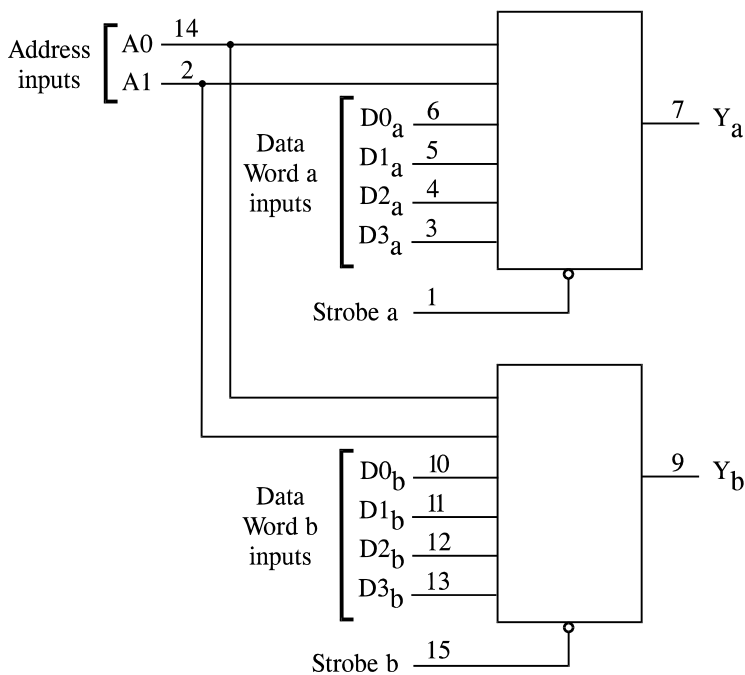 Address inputs
A0 14
A1 2
Data Word a inputs
D0a 6
D1a 5
D2a 4
D3a 3
Strobe a 1
7 Ya
Data Word b inputs
D0b 10
D1b 11
D2b 12
D3b 13
Strobe b 15
9 Yb